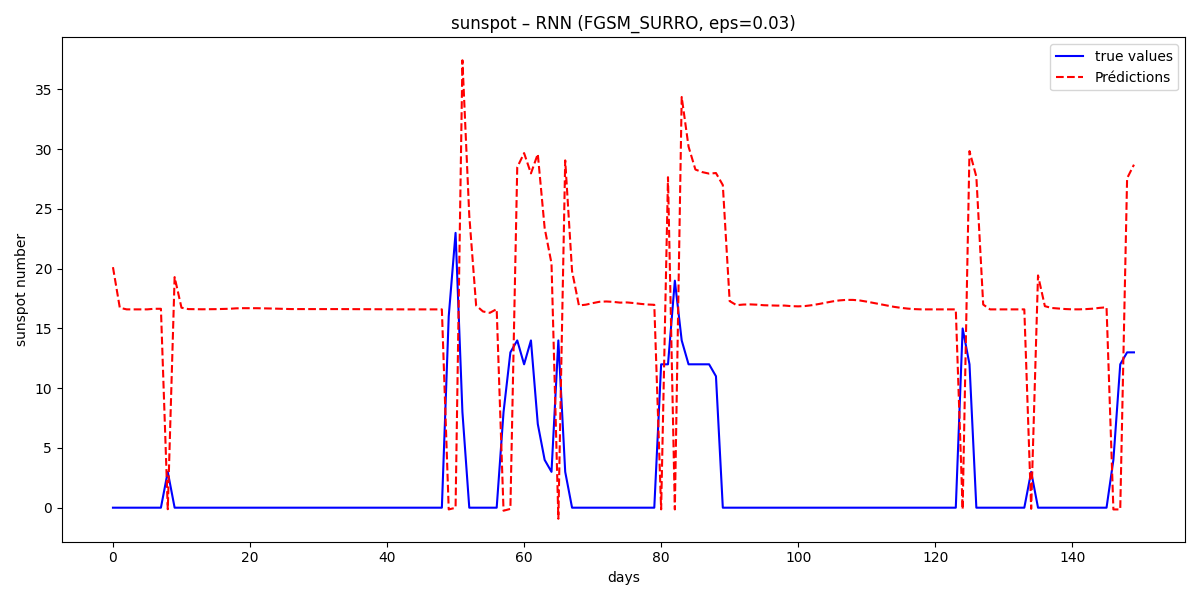 sunspot – RNN (FGSM_SURRO, eps=0.03)
true values
Prédictions
sunspot number
35
30
25
20
15
10
5
0
0 20 40 60 80 100 120 140
days